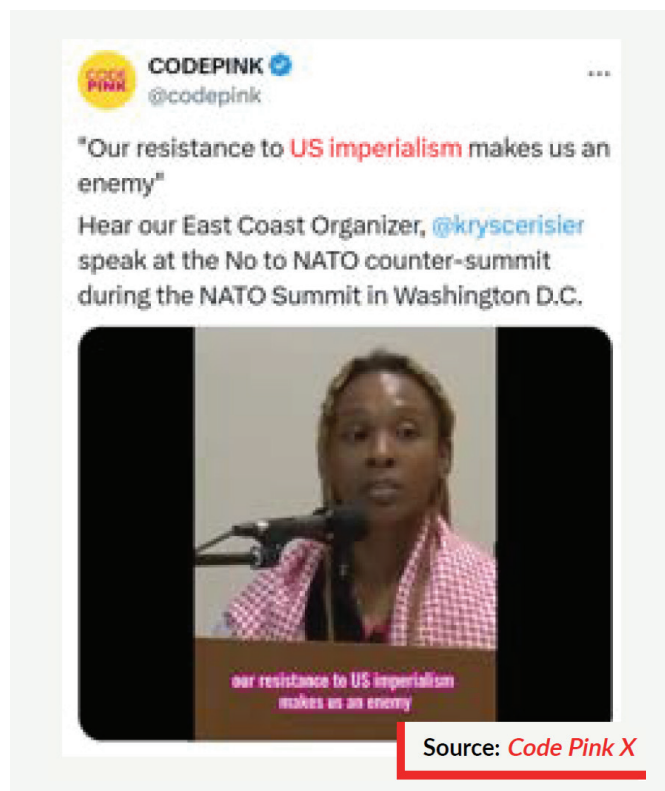 CODE
PINK
CODEPINK
@codepink
"Our resistance to US imperialism makes us an
enemy"
Hear our East Coast Organizer, @kryscerisier
speak at the No to NATO counter-summit
during the NATO Summit in Washington D.C.
our resistance to US imperialism
makes us an enemy
Source: Code Pink X